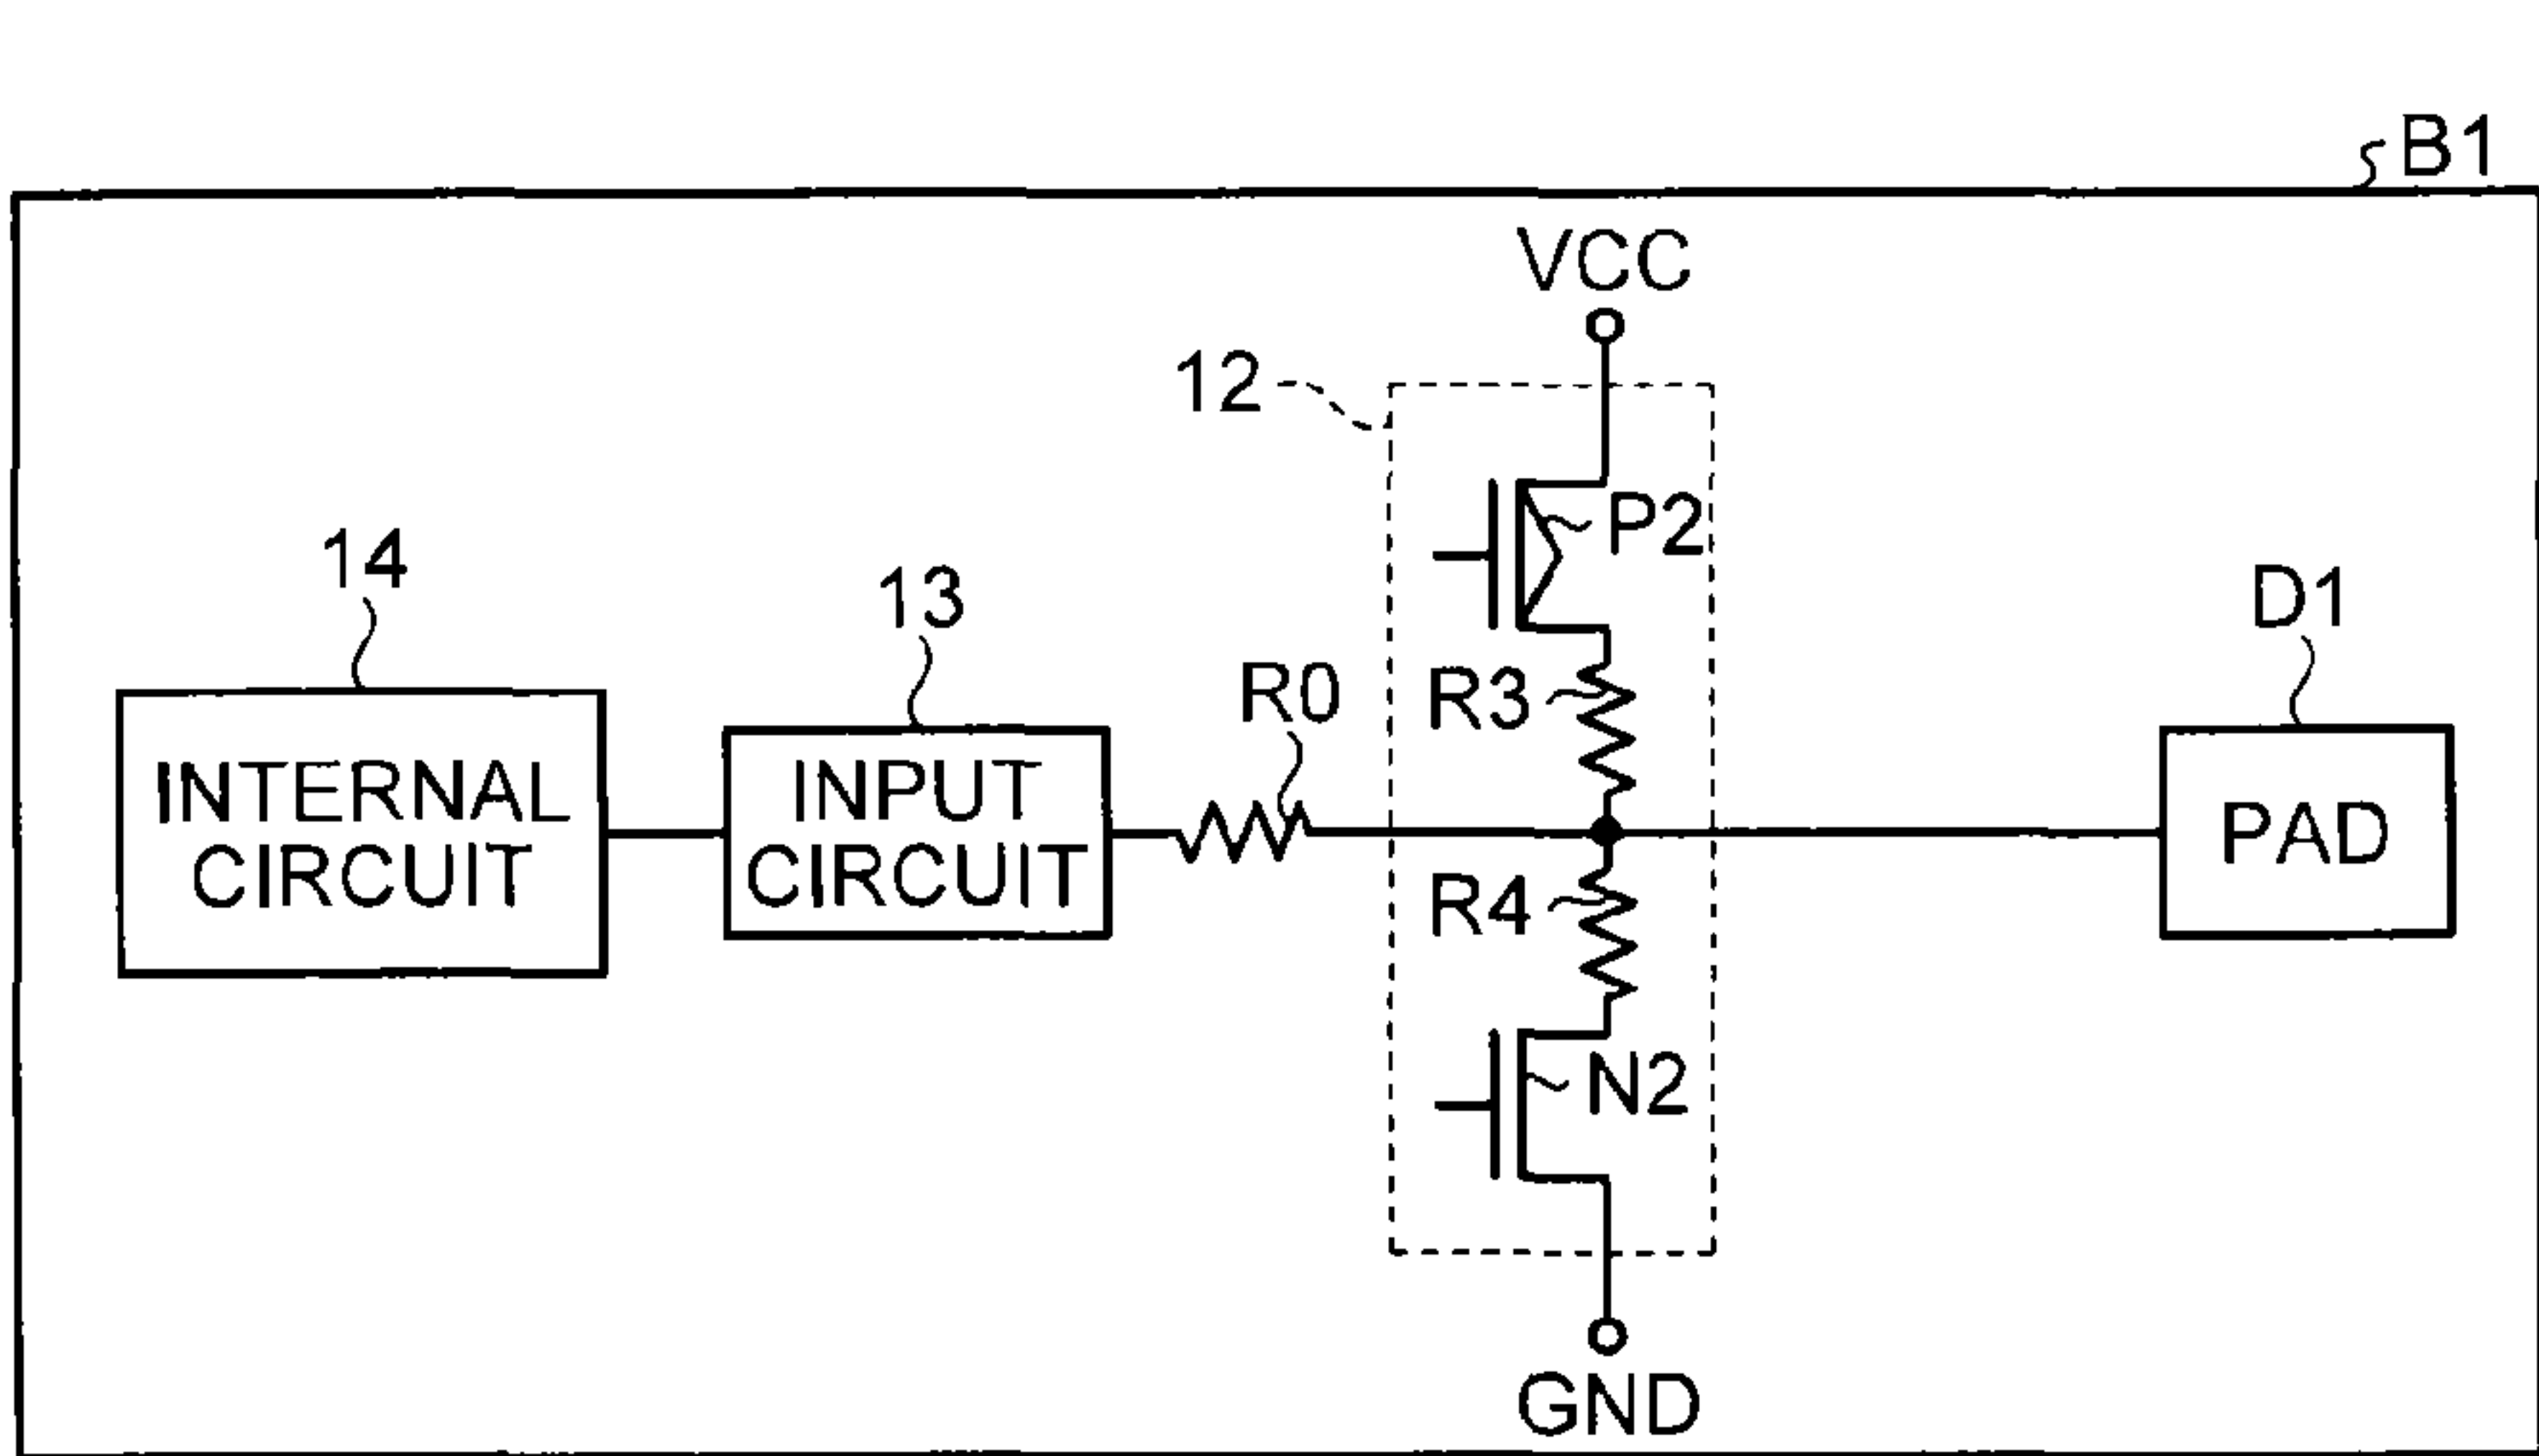 B1
VCC
12
P2
14
13
D1
R0
R3
INTERNAL
CIRCUIT
INPUT
CIRCUIT
PAD
R4
N2
GND